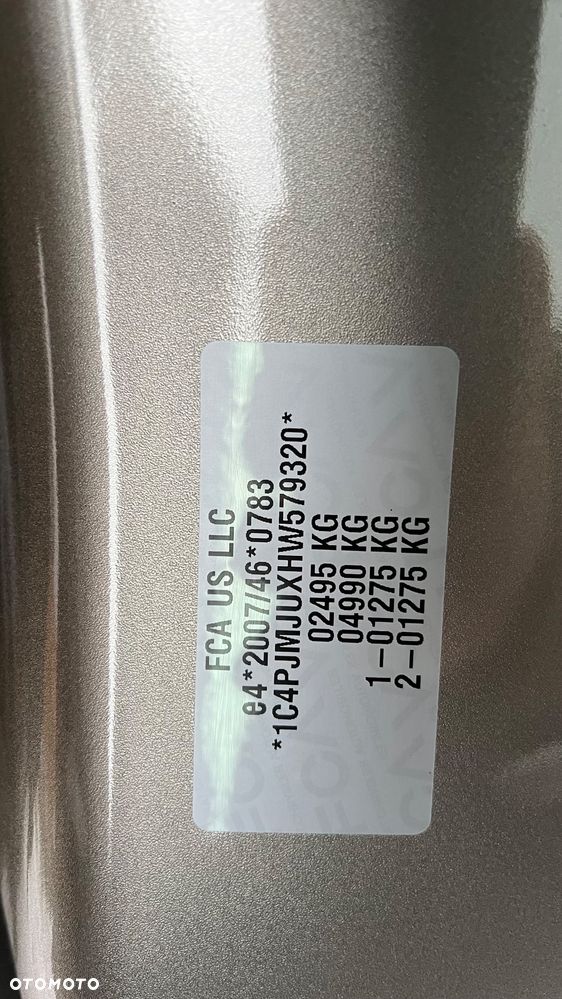 FCA US LLC
e4*2007/46*0783
*1C4PJMJUXHW579320*
02495 KG
04990 KG
1-01275 KG
2-01275 KG
OTOMOTO